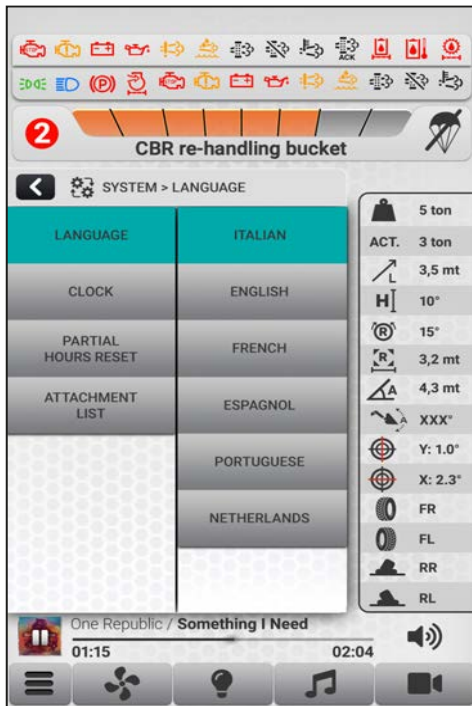 STOP
ACK
STOP
2
CBR re-handling bucket
SYSTEM > LANGUAGE
LANGUAGE
ITALIAN
CLOCK
ENGLISH
PARTIAL
HOURS RESET
FRENCH
ATTACHMENT
LIST
ESPAGNOL
PORTUGUESE
NETHERLANDS
5 ton
ACT. 3 ton
L 3,5 mt
H 10°
R 15°
R 3,2 mt
A 4,3 mt
A XXX°
Y: 1.0°
X: 2.3°
FR
FL
RR
RL
One Republic / Something I Need
01:15 02:04